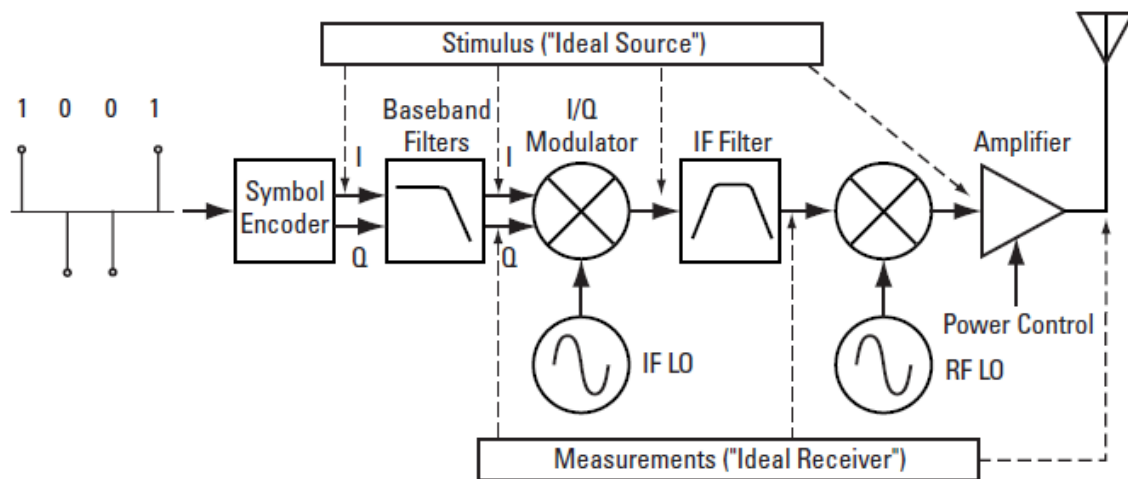 Stimulus ("Ideal Source")
1 0 0 1
Baseband
Filters
I/Q
Modulator
IF Filter
Amplifier
I
I
Symbol
Encoder
Q
Q
Power Control
IF LO
RF LO
Measurements ("Ideal Receiver")